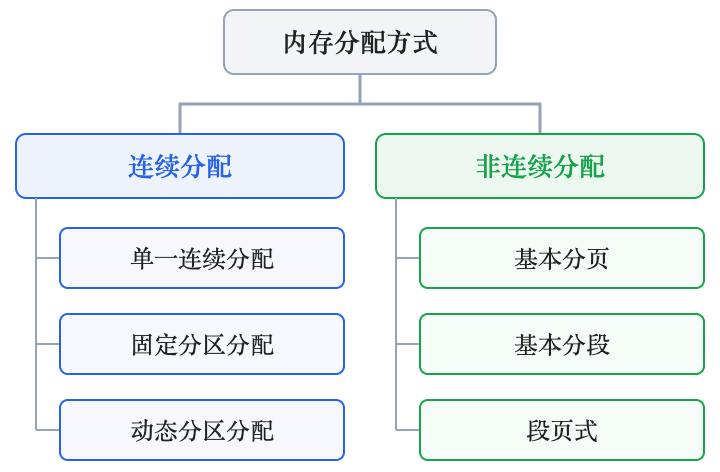 内存分配方式
连续分配
单一连续分配
固定分区分配
动态分区分配
非连续分配
基本分页
基本分段
段页式